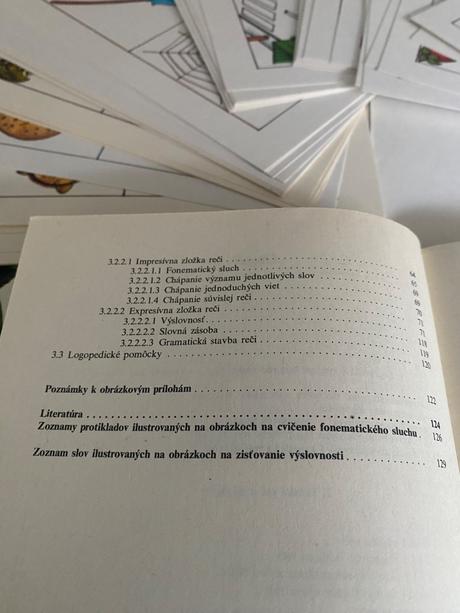 3.2.2.1 Impresívna zložka reči . . . . . . . . . . . . . . . . . . . . 64
3.2.2.1.1 Fonematický sluch . . . . . . . . . . . . . . . . . . . . 65
3.2.2.1.2 Chápanie významu jednotlivých slov . . . . . . . . . . 68
3.2.2.1.3 Chápanie jednoduchých viet . . . . . . . . . . . . . . . 69
3.2.2.1.4 Chápanie súvislej reči . . . . . . . . . . . . . . . . . . 70
3.2.2.2 Expresívna zložka reči . . . . . . . . . . . . . . . . . . . . 71
3.2.2.2.1 Výslovnosť . . . . . . . . . . . . . . . . . . . . . . . . 71
3.2.2.2.2 Slovná zásoba . . . . . . . . . . . . . . . . . . . . . . 118
3.2.2.2.3 Gramatická stavba reči . . . . . . . . . . . . . . . . . 119
3.3 Logopedické pomôcky . . . . . . . . . . . . . . . . . . . . . . 120
Poznámky k obrázkovým prílohám . . . . . . . . . . . . . . . . . . 122
Literatúra . . . . . . . . . . . . . . . . . . . . . . . . . . . . . . 124
Zoznamy protikladov ilustrovaných na obrázkoch na cvičenie fonematického sluchu . 126
Zoznam slov ilustrovaných na obrázkoch na zisťovanie výslovnosti . . . . . . . . . 129